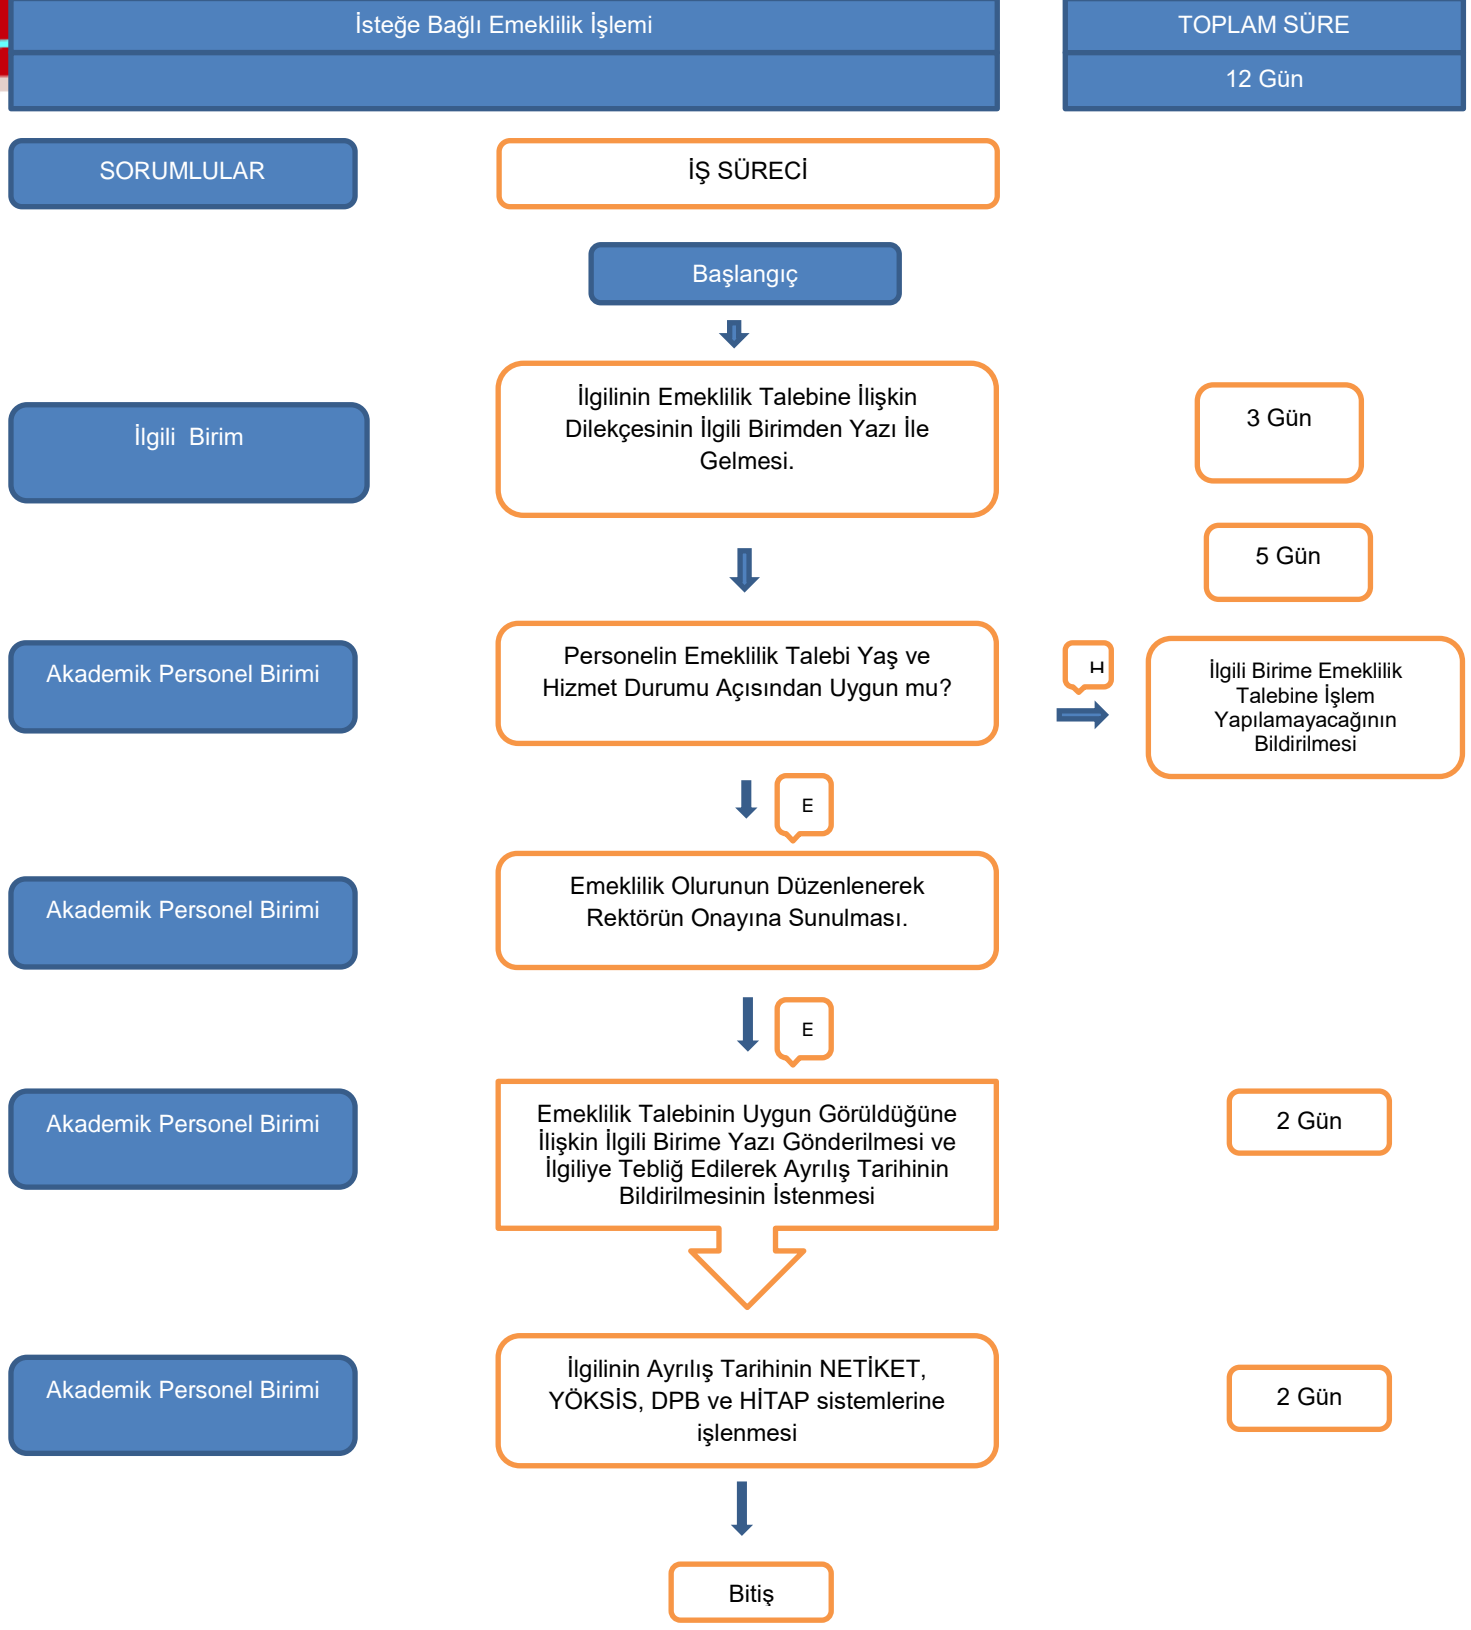 İsteğe Bağlı Emeklilik İşlemi
TOPLAM SÜRE
12 Gün
SORUMLULAR
İŞ SÜRECİ
Başlangıç
İlgili Birim
İlgilinin Emeklilik Talebine İlişkin
Dilekçesinin İlgili Birimden Yazı İle
Gelmesi.
3 Gün
5 Gün
Akademik Personel Birimi
Personelin Emeklilik Talebi Yaş ve
Hizmet Durumu Açısından Uygun mu?
H
İlgili Birime Emeklilik
Talebine İşlem
Yapılamayacağının
Bildirilmesi
E
Akademik Personel Birimi
Emeklilik Olurunun Düzenlenerek
Rektörün Onayına Sunulması.
E
Akademik Personel Birimi
Emeklilik Talebinin Uygun Görüldüğüne
İlişkin İlgili Birime Yazı Gönderilmesi ve
İlgiliye Tebliğ Edilerek Ayrılış Tarihinin
Bildirilmesinin İstenmesi
2 Gün
Akademik Personel Birimi
İlgilinin Ayrılış Tarihinin NETİKET,
YÖKSİS, DPB ve HİTAP sistemlerine
işlenmesi
2 Gün
Bitiş